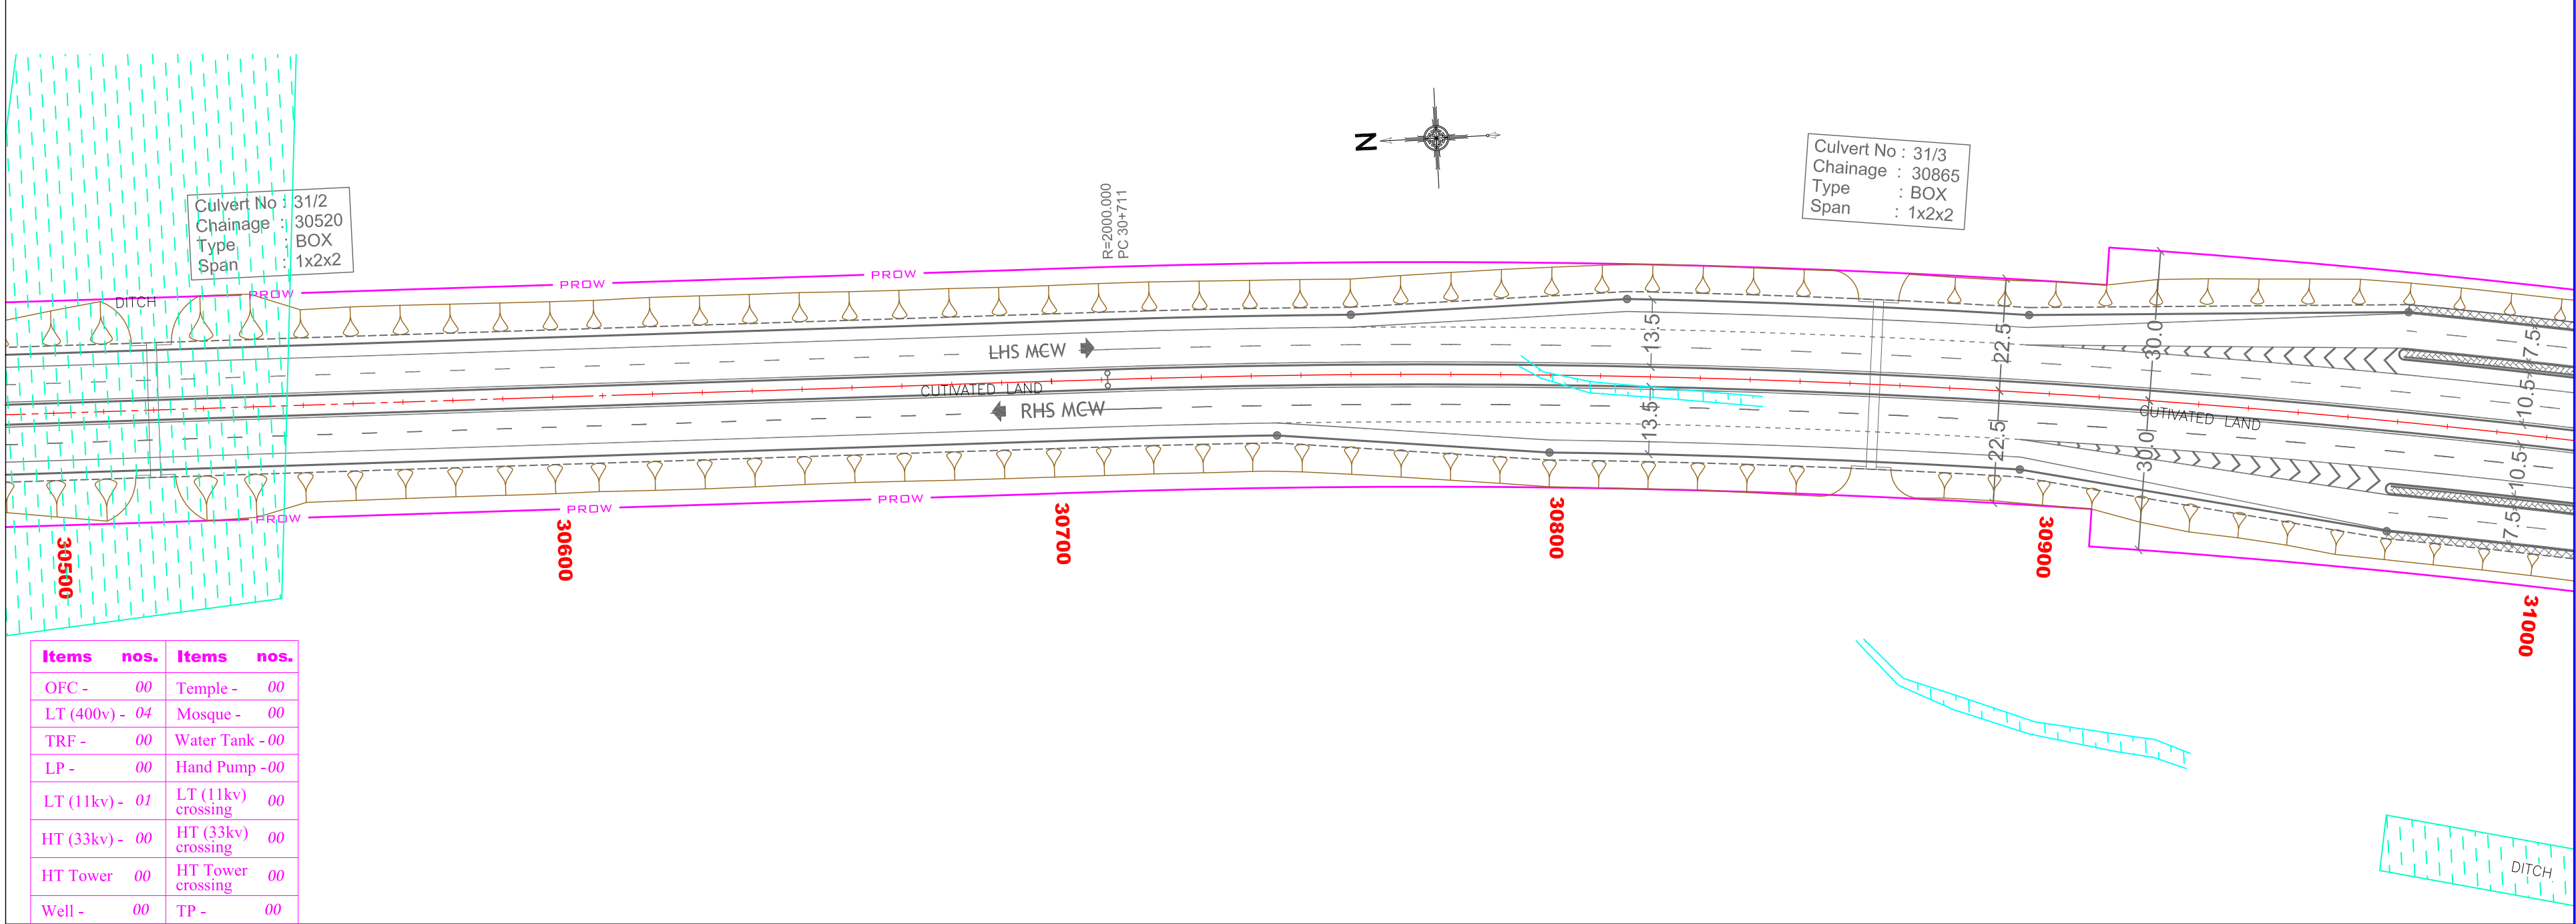 N
Culvert No : 31/2
Chainage : 30520
Type : BOX
Span : 1x2x2
R=2000.000
PC 30+711
Culvert No : 31/3
Chainage : 30865
Type : BOX
Span : 1x2x2
DITCH
PROW
PROW
PROW
LHS MCW
CUTIVATED LAND
RHS MCW
13.5
13.5
22.5
22.5
30.0
30.0
CUTIVATED LAND
7.5
10.5
10.5
7.5
PROW
PROW
PROW
30500
30600
30700
30800
30900
31000
Items nos. Items nos.
OFC - 00 Temple - 00
LT (400v) - 04 Mosque - 00
TRF - 00 Water Tank - 00
LP - 00 Hand Pump - 00
LT (11kv) - 01 LT (11kv) crossing 00
HT (33kv) - 00 HT (33kv) crossing 00
HT Tower 00 HT Tower crossing 00
Well - 00 TP - 00
DITCH